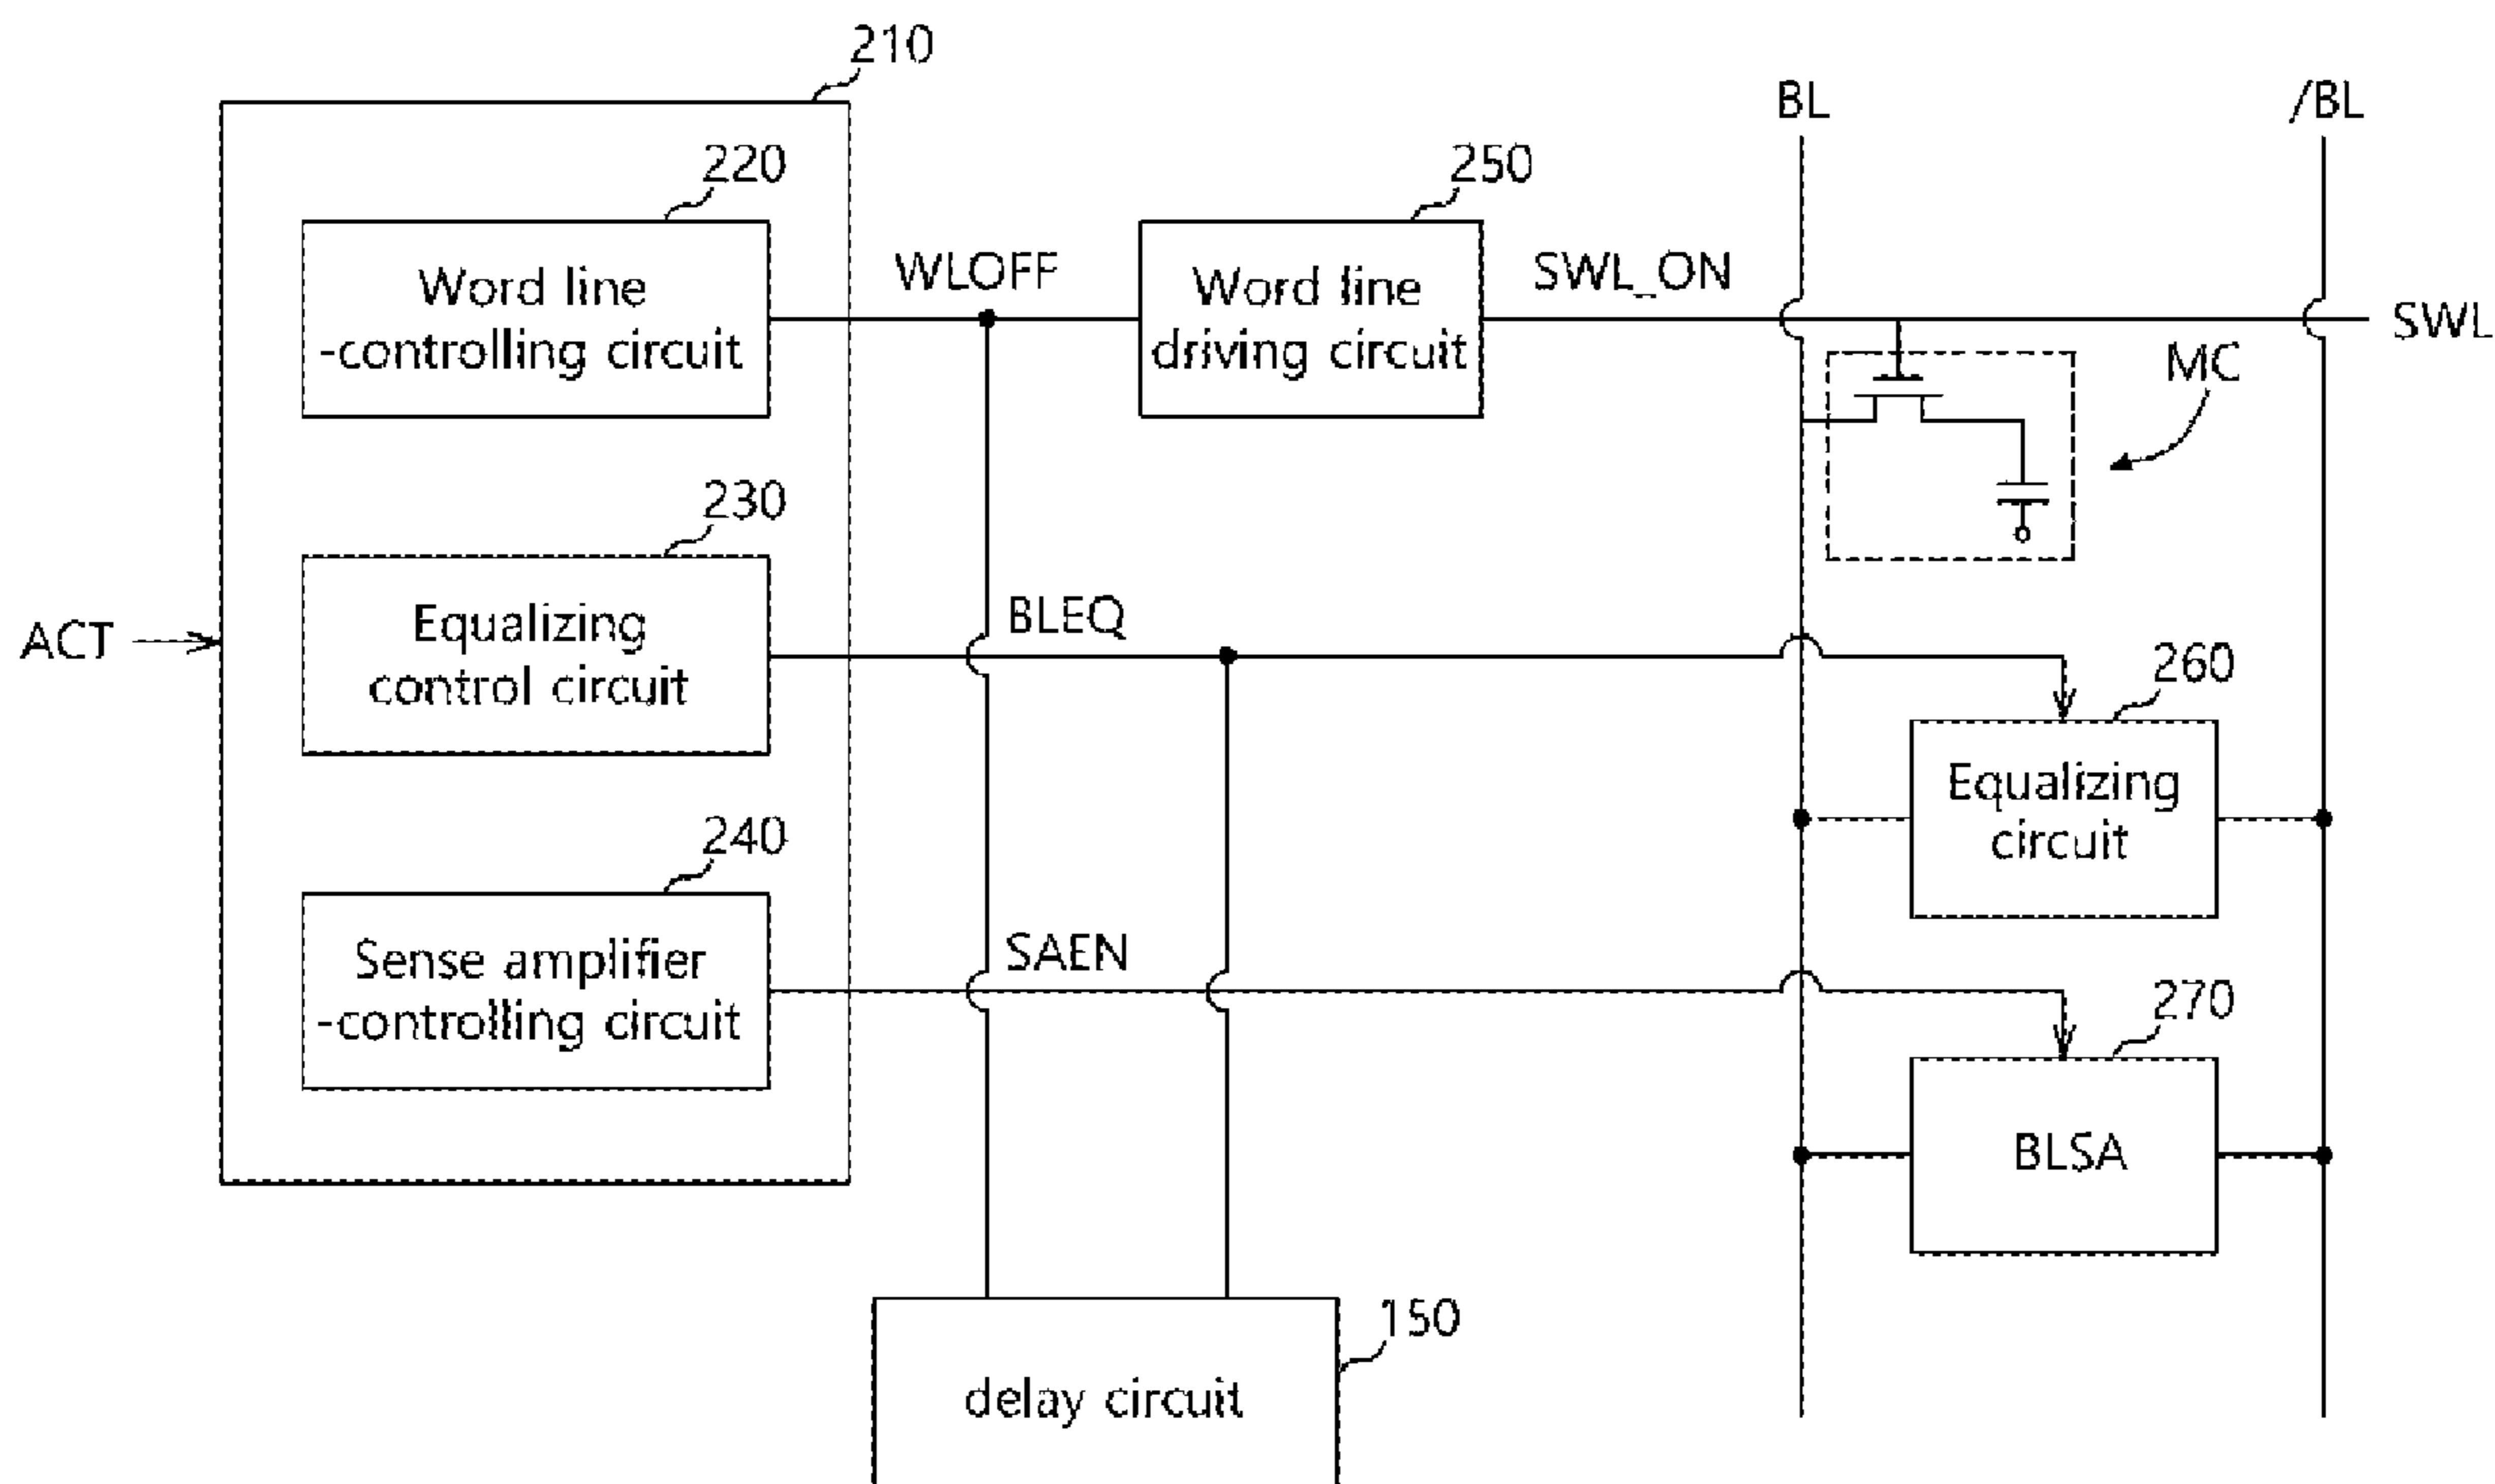 210
BL
/BL
220
250
Word line
-controlling circuit
WLOFF
Word line
driving circuit
SWL_ON
SWL
MC
230
Equalizing
control circuit
BLEQ
ACT
260
Equalizing
circuit
240
Sense amplifier
-controlling circuit
SAEN
270
BLSA
150
delay circuit